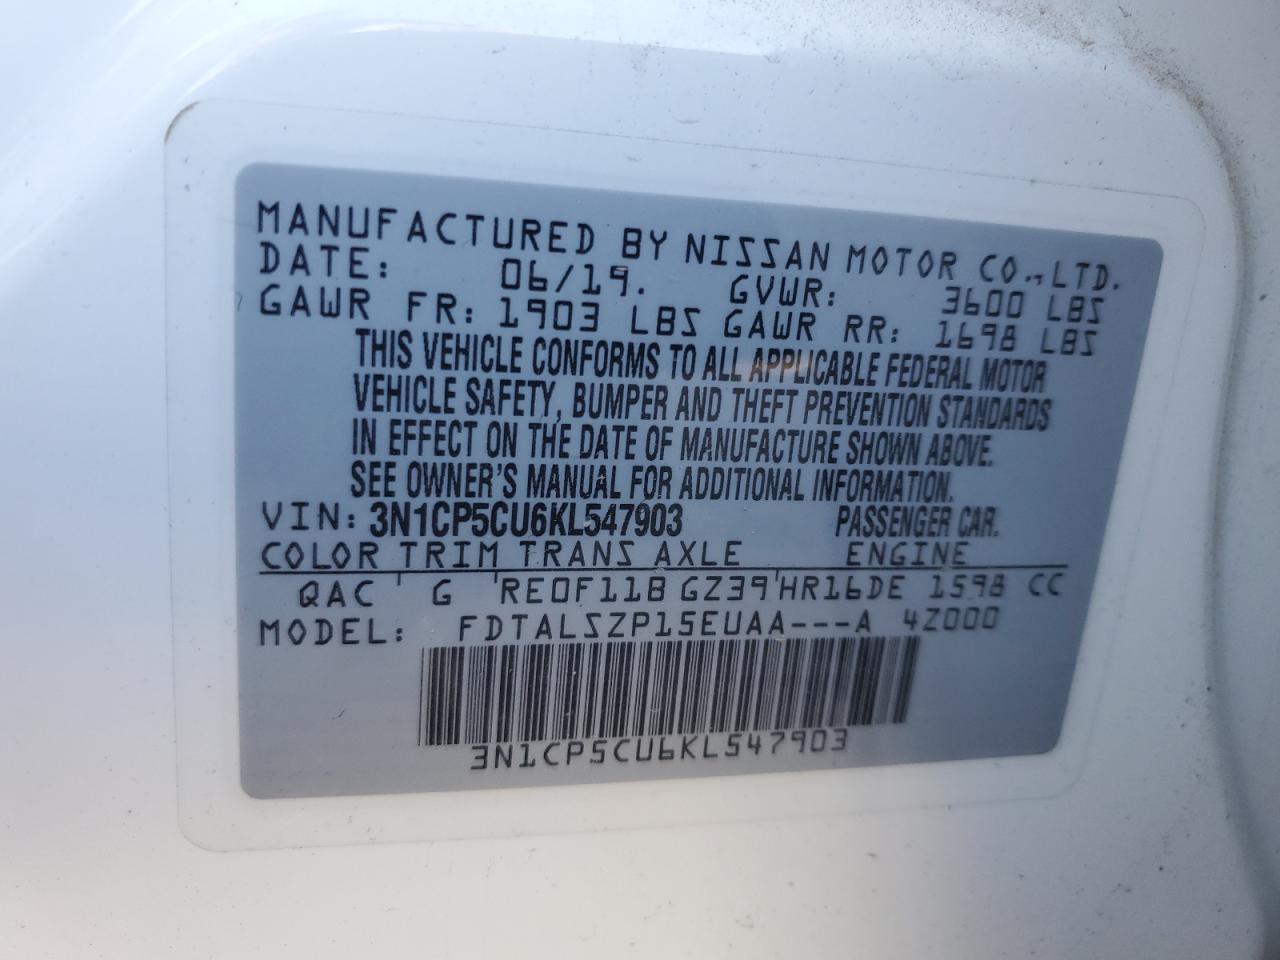 MANUFACTURED BY NISSAN MOTOR CO., LTD.
DATE: 06/19. GVWR: 3600 LBS
GAWR FR: 1903 LBS GAWR RR: 1698 LBS
THIS VEHICLE CONFORMS TO ALL APPLICABLE FEDERAL MOTOR
VEHICLE SAFETY, BUMPER AND THEFT PREVENTION STANDARDS
IN EFFECT ON THE DATE OF MANUFACTURE SHOWN ABOVE.
SEE OWNER'S MANUAL FOR ADDITIONAL INFORMATION.
VIN: 3N1CP5CU6KL547903 PASSENGER CAR.
COLOR TRIM TRANS AXLE ENGINE
QAC G RE0F11B GZ39 HR16DE 1598 CC
MODEL: FDTALSZP15EUAA---A 4Z000
3N1CP5CU6KL547903